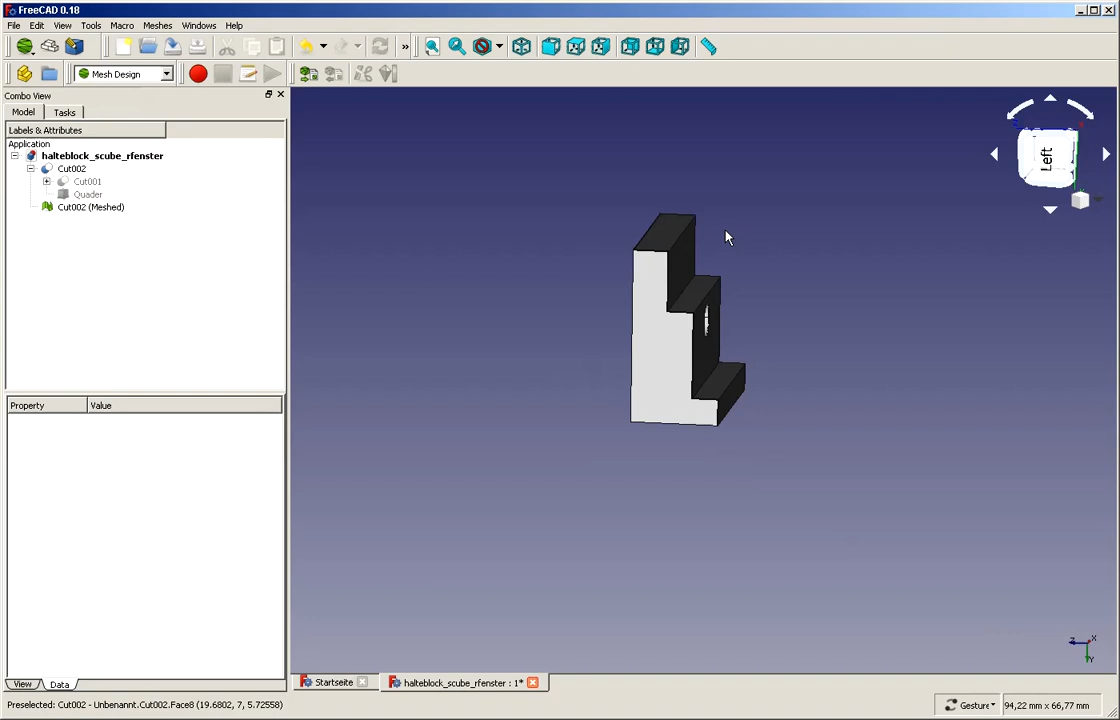 FreeCAD 0.18
File Edit View Tools Macro Meshes Windows Help
»
Mesh Design
Combo View
Model Tasks
Labels & Attributes
Application
halteblock_scube_rfenster
Cut002
Cut001
Quader
Cut002 (Meshed)
Left
Property Value
View Data
Z X
Y
Startseite halteblock_scube_rfenster : 1*
Preselected: Cut002 - Unbenannt.Cut002.Face8 (19.6802, 7, 5.72558) Gesture 94,22 mm x 66,77 mm